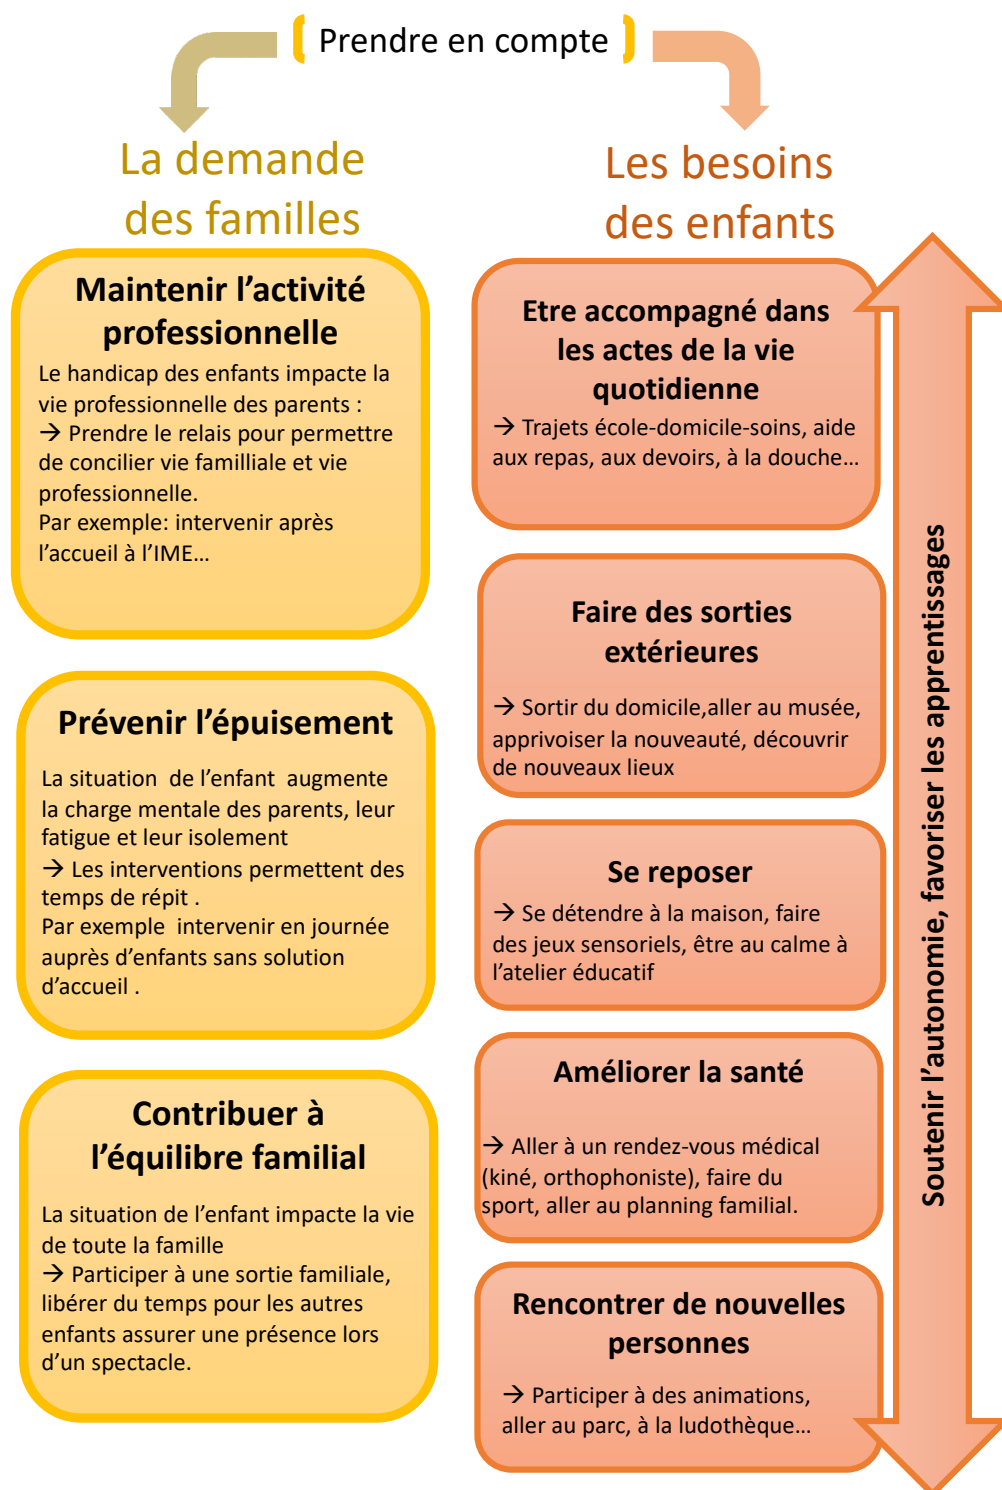 Prendre en compte
La demande
des familles
Maintenir l’activité
professionnelle
Le handicap des enfants impacte la
vie professionnelle des parents :
→ Prendre le relais pour permettre
de concilier vie familliale et vie
professionnelle.
Par exemple: intervenir après
l’accueil à l’IME…
Prévenir l’épuisement
La situation de l’enfant augmente
la charge mentale des parents, leur
fatigue et leur isolement
→ Les interventions permettent des
temps de répit .
Par exemple intervenir en journée
auprès d’enfants sans solution
d’accueil .
Contribuer à
l’équilibre familial
La situation de l’enfant impacte la vie
de toute la famille
→ Participer à une sortie familiale,
libérer du temps pour les autres
enfants assurer une présence lors
d’un spectacle.
Les besoins
des enfants
Etre accompagné dans
les actes de la vie
quotidienne
→ Trajets école-domicile-soins, aide
aux repas, aux devoirs, à la douche…
Faire des sorties
extérieures
→ Sortir du domicile,aller au musée,
apprivoiser la nouveauté, découvrir
de nouveaux lieux
Se reposer
→ Se détendre à la maison, faire
des jeux sensoriels, être au calme à
l’atelier éducatif
Améliorer la santé
→ Aller à un rendez-vous médical
(kiné, orthophoniste), faire du
sport, aller au planning familial.
Rencontrer de nouvelles
personnes
→ Participer à des animations,
aller au parc, à la ludothèque…
Soutenir l’autonomie, favoriser les apprentissages